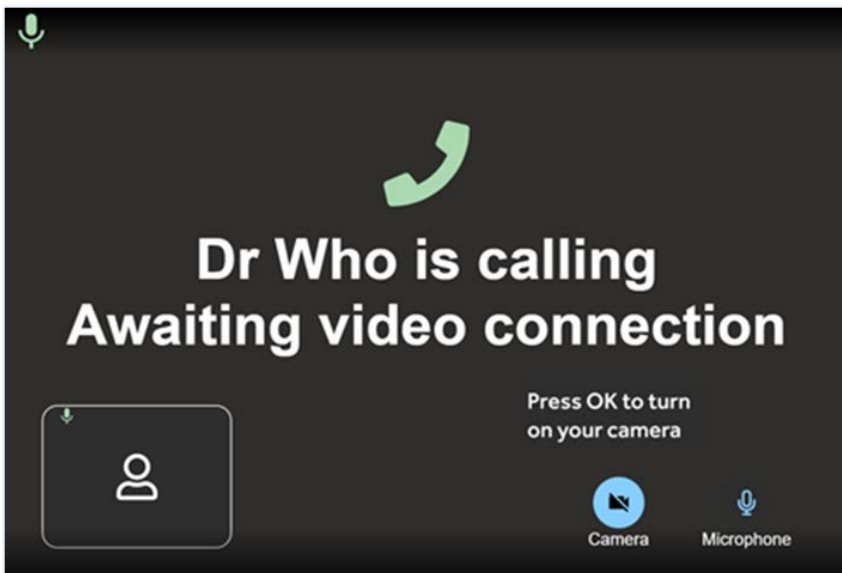 Dr Who is calling
Awaiting video connection
Press OK to turn
on your camera
Camera
Microphone